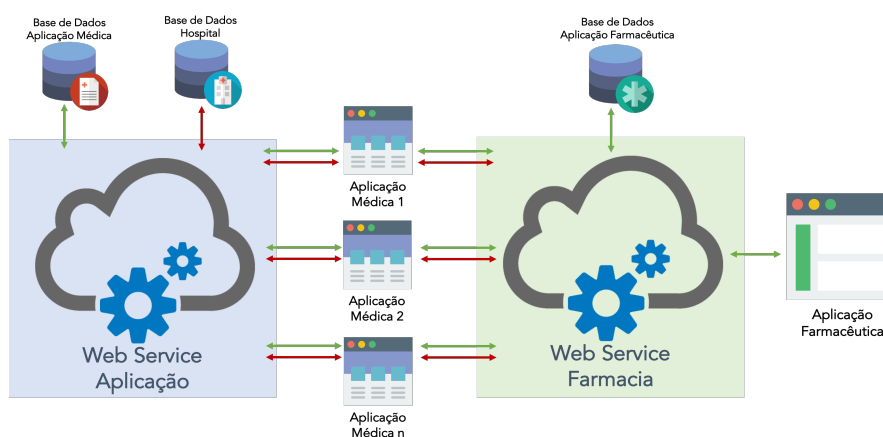 Base de Dados
Aplicação Médica
Base de Dados
Hospital
Base de Dados
Aplicação Farmacêutica
Aplicação
Médica 1
Aplicação
Médica 2
Aplicação
Médica n
Web Service
Aplicação
Web Service
Farmacia
Aplicação
Farmacêutica